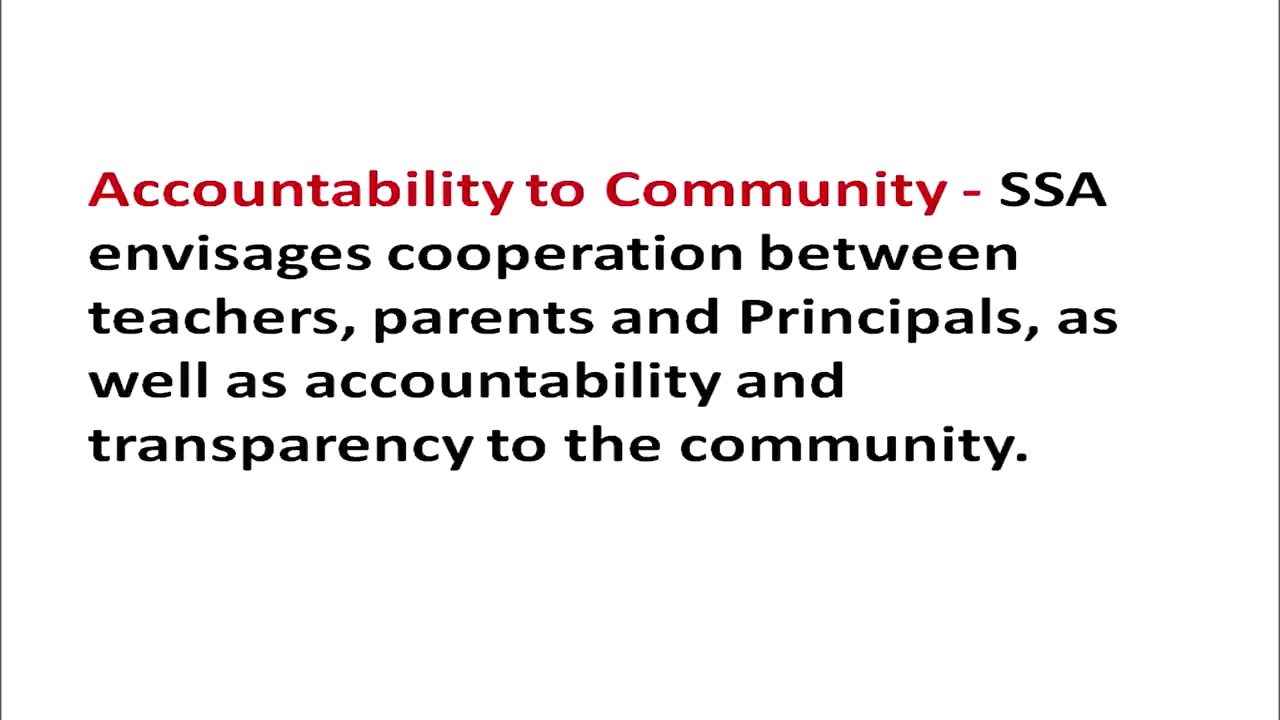 Accountability to Community - SSA
envisages cooperation between
teachers, parents and Principals, as
well as accountability and
transparency to the community.